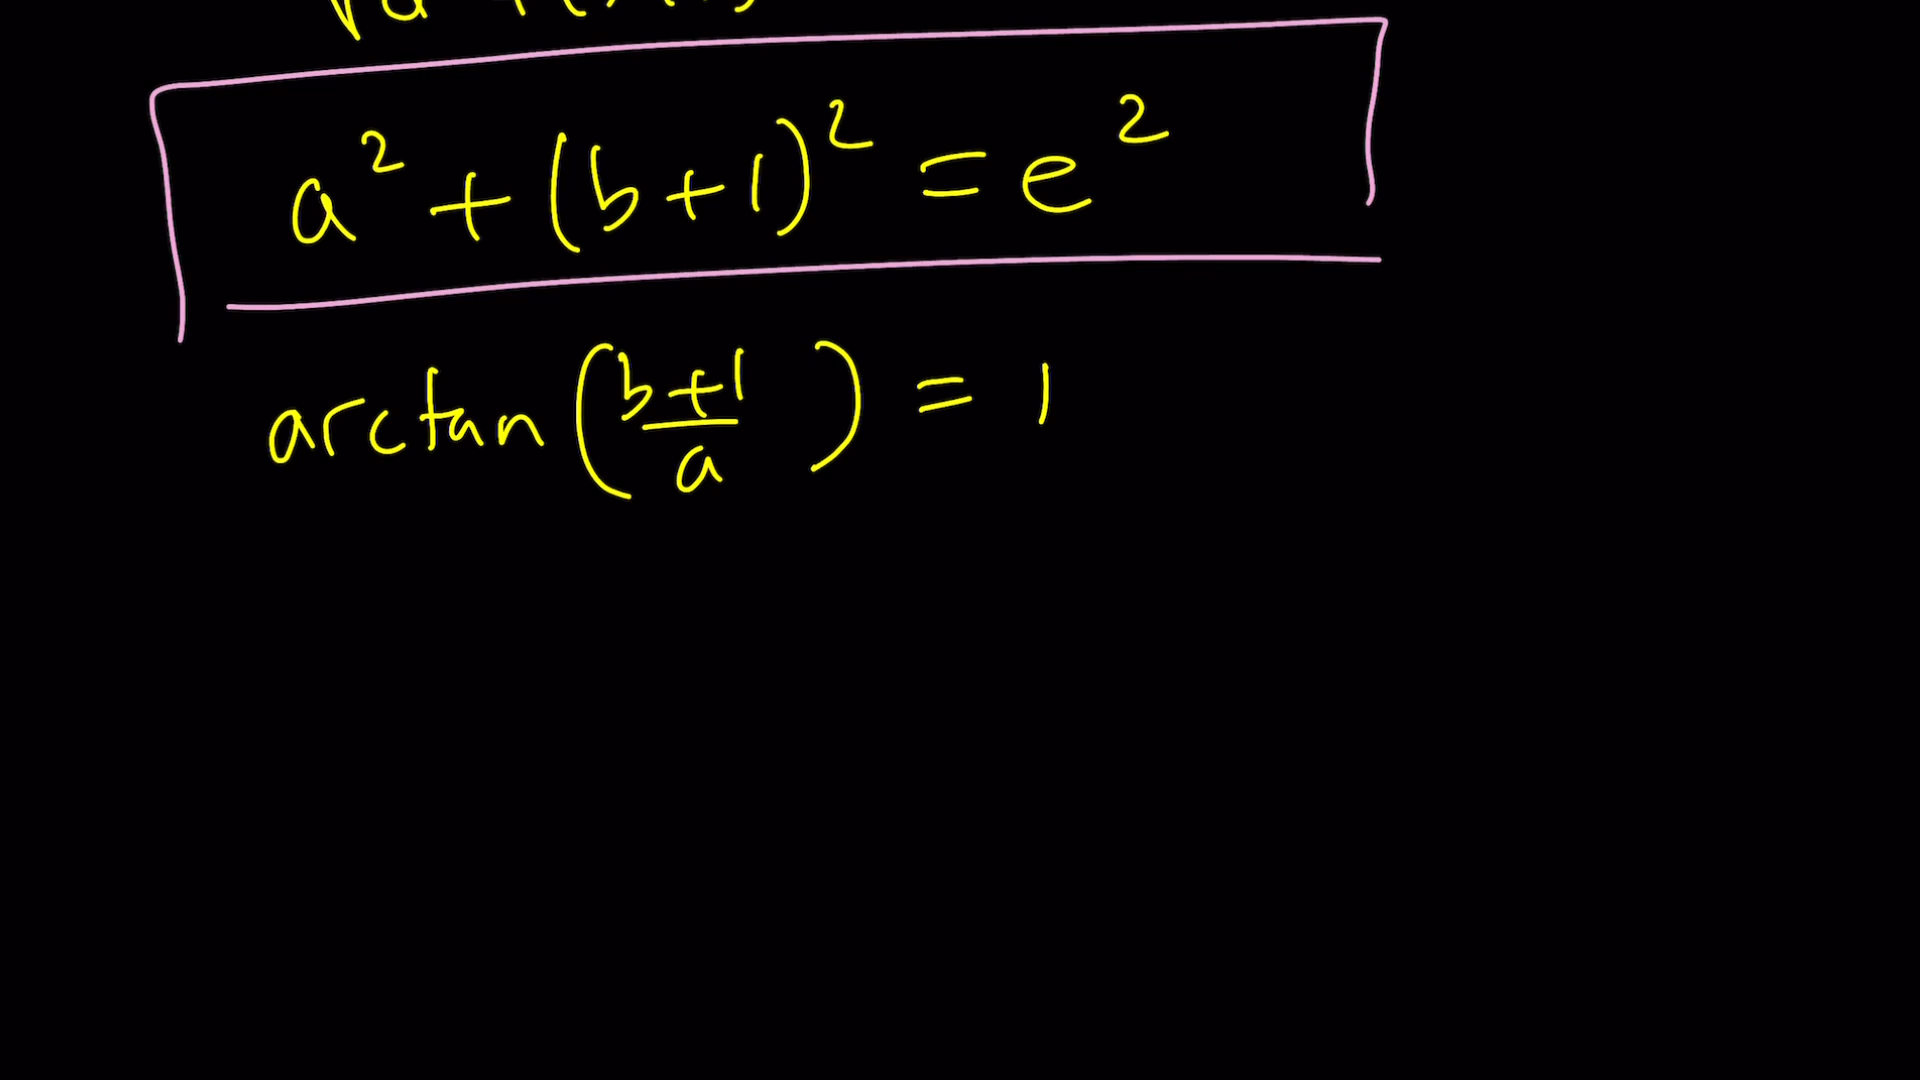 a² + (b+1)² = e²
arctan(b+1/a) = 1